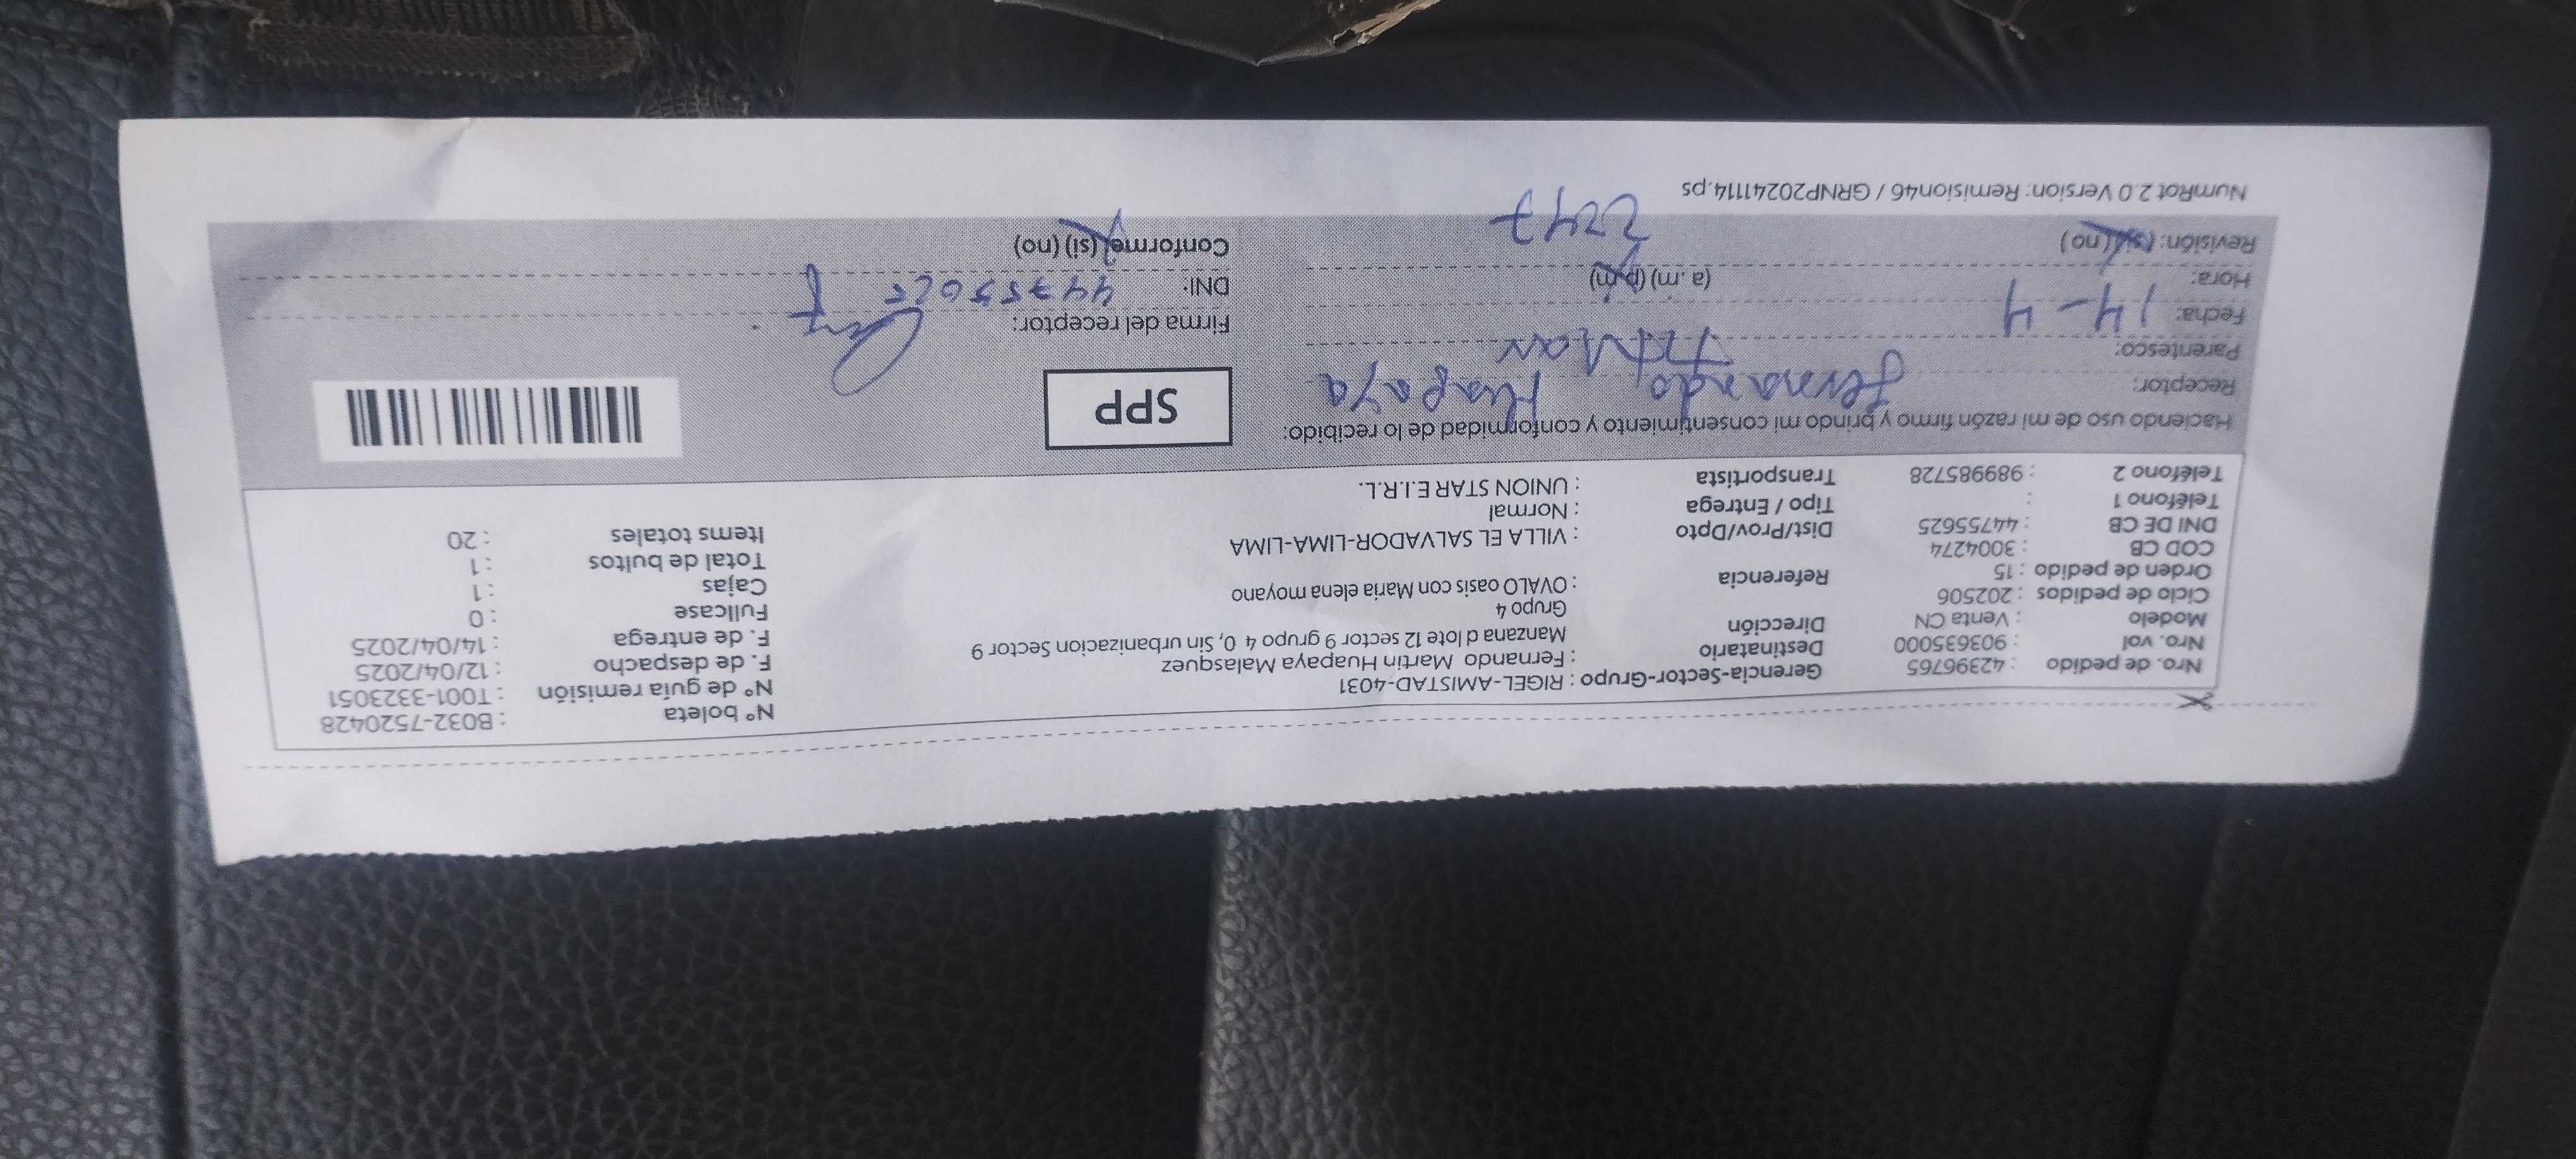 Nro. de pedido : 42396765
Nro. vol : 903635000
Modelo : Venta CN
Ciclo de pedidos : 202506
Orden de pedido : 15
COD CB : 3004274
DNI DE CB : 44755625
Teléfono 1 :
Teléfono 2 : 989985728
Gerencia-Sector-Grupo : RIGEL-AMISTAD-4031
Destinatario : Fernando Martin Huapaya Malasquez
Dirección Manzana d lote 12 sector 9 grupo 4 0, Sin urbanizacion Sector 9
Grupo 4
Referencia : OVALO oasis con Maria elena moyano
Dist/Prov/Dpto : VILLA EL SALVADOR-LIMA-LIMA
Tipo / Entrega : Normal
Transportista : UNION STAR E.I.R.L.
N° boleta : B032-7520428
N° de guía remisión : T001-3323051
F. de despacho : 12/04/2025
F. de entrega : 14/04/2025
Fullcase : 0
Cajas : 1
Total de bultos : 1
Items totales : 20
Haciendo uso de mi razón firmo y brindo mi consentimiento y conformidad de lo recibido:
Receptor: Fernando Huapaya
Parentesco: Titular
Fecha: 14-4
Hora: (a.m) (p.m)
Revisión: (si) (no)
2247
SPP
Firma del receptor:
DNI:
Conforme: (si) (no)
NumRot 2.0 Version: Remision46 / GRNP20241114.ps